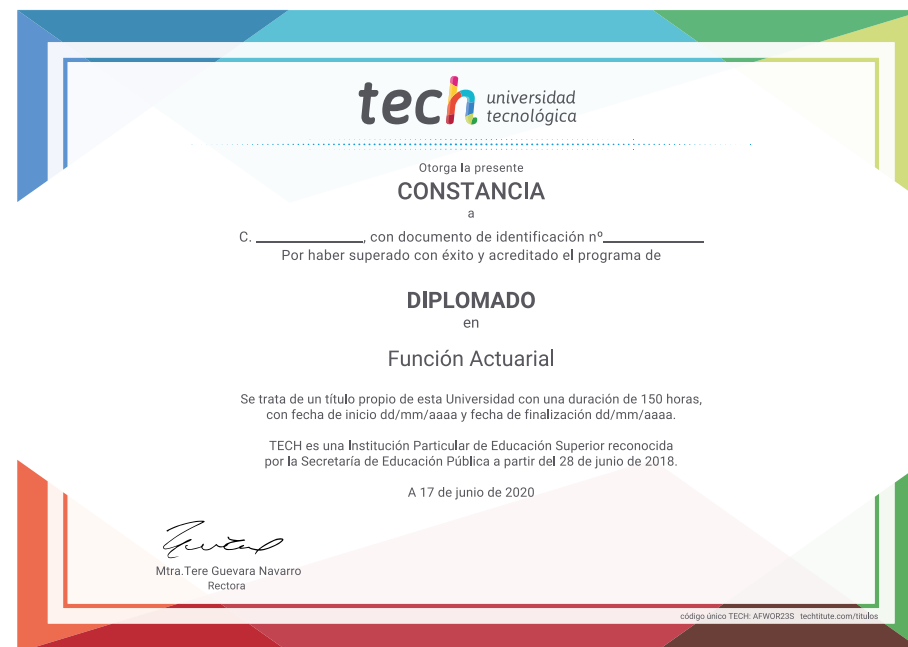 tech universidad
tecnológica
Otorga la presente
CONSTANCIA
a
C. ______________, con documento de identificación nº______________
Por haber superado con éxito y acreditado el programa de
DIPLOMADO
en
Función Actuarial
Se trata de un título propio de esta Universidad con una duración de 150 horas,
con fecha de inicio dd/mm/aaaa y fecha de finalización dd/mm/aaaa.
TECH es una Institución Particular de Educación Superior reconocida
por la Secretaría de Educación Pública a partir del 28 de junio de 2018.
A 17 de junio de 2020
Mtra.Tere Guevara Navarro
Rectora
código único TECH: AFWOR23S techtitute.com/titulos